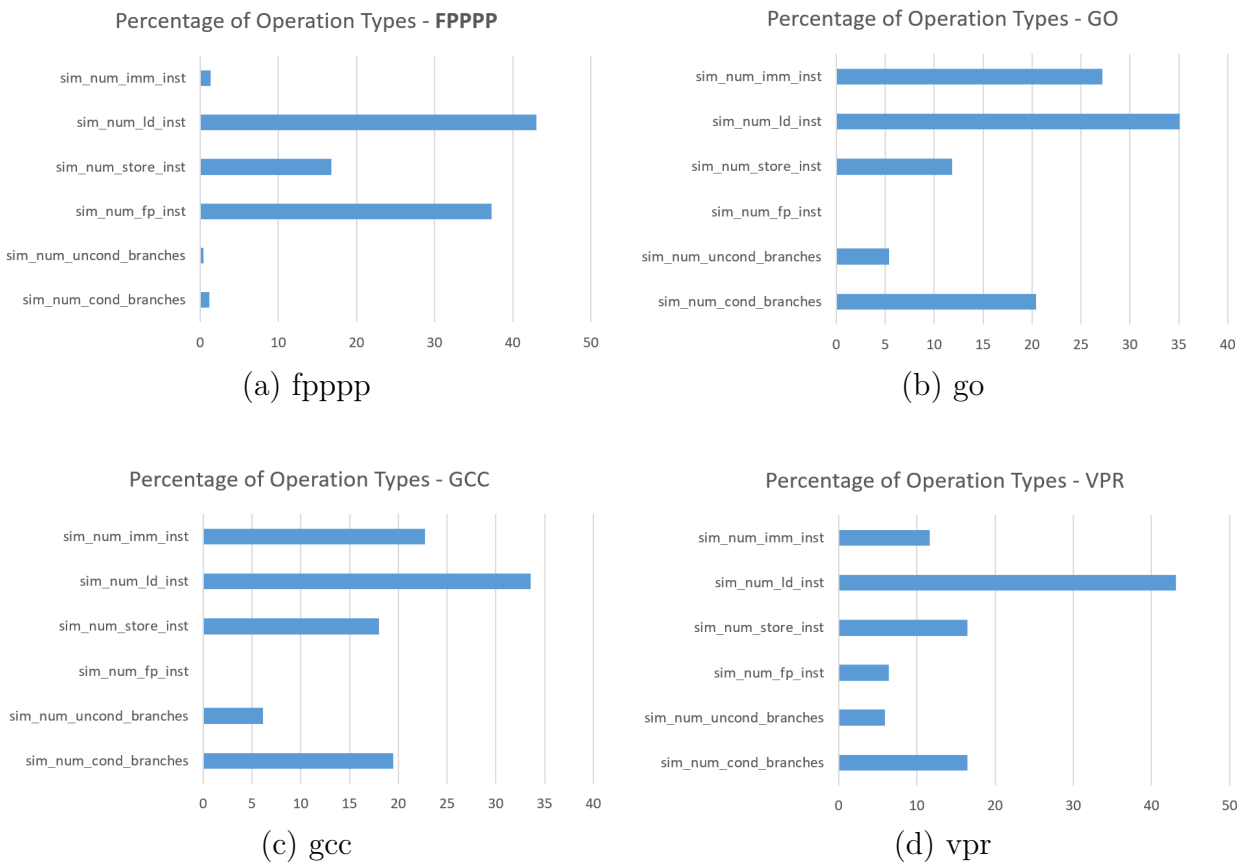 Percentage of Operation Types - FPPPP
sim_num_imm_inst
sim_num_ld_inst
sim_num_store_inst
sim_num_fp_inst
sim_num_uncond_branches
sim_num_cond_branches
0 10 20 30 40 50
(a) fpppp
Percentage of Operation Types - GO
sim_num_imm_inst
sim_num_ld_inst
sim_num_store_inst
sim_num_fp_inst
sim_num_uncond_branches
sim_num_cond_branches
0 5 10 15 20 25 30 35 40
(b) go
Percentage of Operation Types - GCC
sim_num_imm_inst
sim_num_ld_inst
sim_num_store_inst
sim_num_fp_inst
sim_num_uncond_branches
sim_num_cond_branches
0 5 10 15 20 25 30 35 40
(c) gcc
Percentage of Operation Types - VPR
sim_num_imm_inst
sim_num_ld_inst
sim_num_store_inst
sim_num_fp_inst
sim_num_uncond_branches
sim_num_cond_branches
0 10 20 30 40 50
(d) vpr